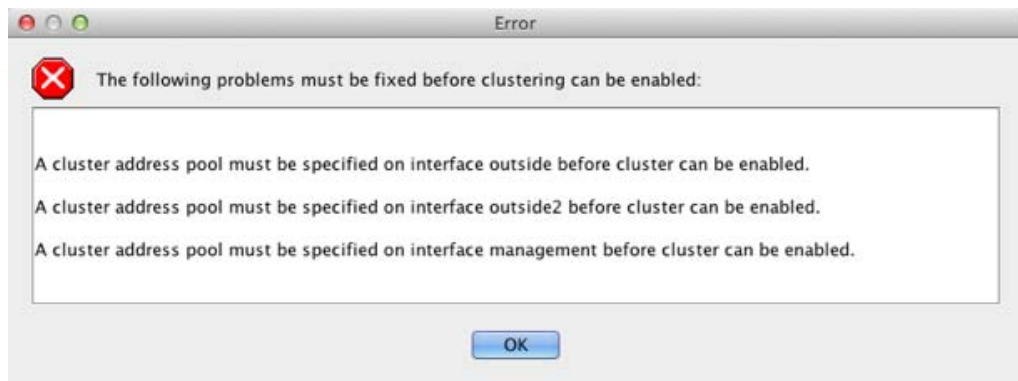 Error
The following problems must be fixed before clustering can be enabled:
A cluster address pool must be specified on interface outside before cluster can be enabled.
A cluster address pool must be specified on interface outside2 before cluster can be enabled.
A cluster address pool must be specified on interface management before cluster can be enabled.
OK